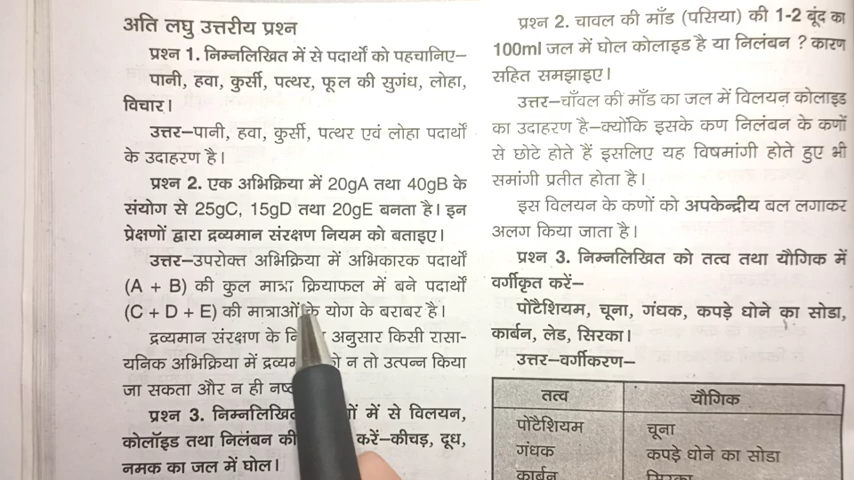 अति लघु उत्तरीय प्रश्न
प्रश्न 1. निम्नलिखित में से पदार्थों को पहचानिए–
पानी, हवा, कुर्सी, पत्थर, फूल की सुगंध, लोहा,
विचार।
उत्तर–पानी, हवा, कुर्सी, पत्थर एवं लोहा पदार्थों
के उदाहरण है।
प्रश्न 2. एक अभिक्रिया में 20gA तथा 40gB के
संयोग से 25gC, 15gD तथा 20gE बनता है। इन
प्रेक्षणों द्वारा द्रव्यमान संरक्षण नियम को बताइए।
उत्तर–उपरोक्त अभिक्रिया में अभिकारक पदार्थों
(A + B) की कुल मात्रा क्रियाफल में बने पदार्थों
(C + D + E) की मात्राओं के योग के बराबर है।
द्रव्यमान संरक्षण के अनुसार किसी रासा-
यनिक अभिक्रिया में न तो उत्पन्न किया
जा सकता और न ही
प्रश्न 3. में से विलयन,
कोलॉइड तथा निलंबन की करें–कीचड़, दूध,
नमक का जल में घोल।
प्रश्न 2. चावल की माँड (पसिया) की 1-2 बूंद का
100ml जल में घोल कोलाइड है या निलंबन ? कारण
सहित समझाइए।
उत्तर–चाँवल की माँड का जल में विलयन कोलाइड
का उदाहरण है–क्योंकि इसके कण निलंबन के कणों
से छोटे होते हैं इसलिए यह विषमांगी होते हुए भी
समांगी प्रतीत होता है।
इस विलयन के कणों को अपकेन्द्रीय बल लगाकर
अलग किया जाता है।
प्रश्न 3. निम्नलिखित को तत्व तथा यौगिक में
वर्गीकृत करें–
पोटैशियम, चूना, गंधक, कपड़े धोने का सोडा,
कार्बन, लेड, सिरका।
उत्तर–वर्गीकरण–
तत्व यौगिक
पोटैशियम चूना
गंधक कपड़े धोने का सोडा
कार्बन सिरका